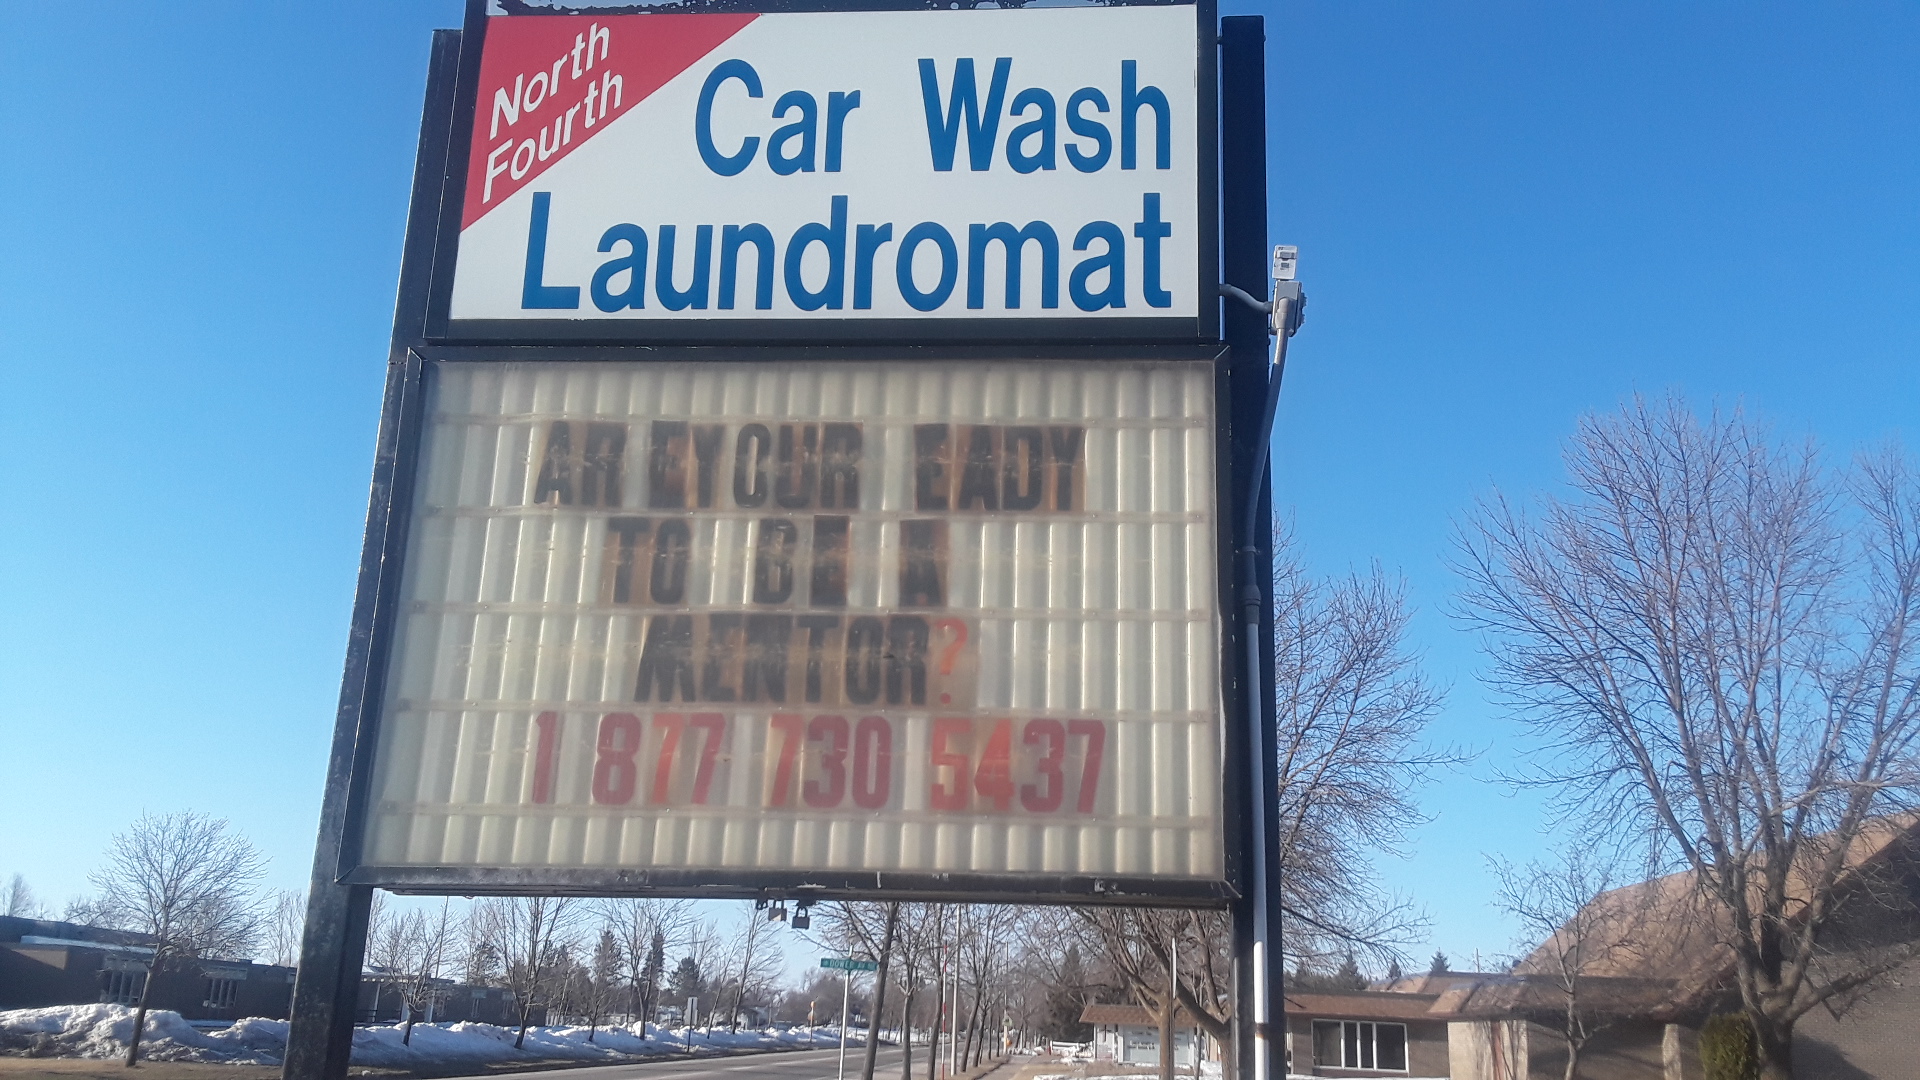 North
Fourth
Car Wash
Laundromat
AR EYOUR EADY
TO BE A
MENTOR?
1 877 730 5437